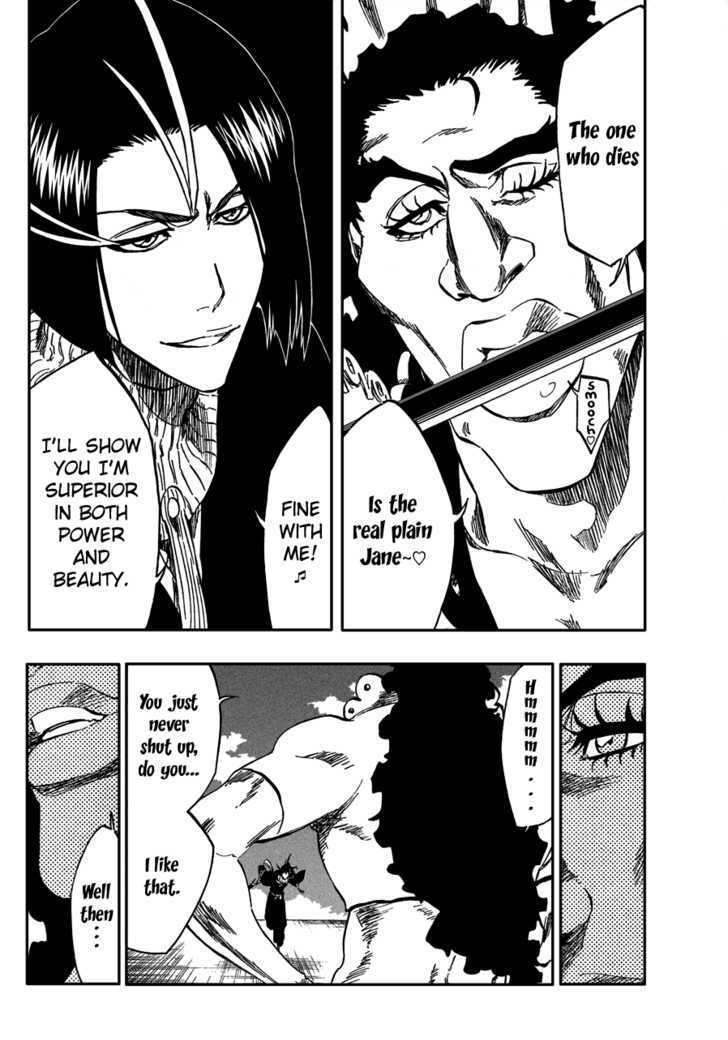 The one
who dies
smooch♡
Is the
real plain
Jane~♡
FINE
WITH
ME!
♫
I'LL SHOW
YOU I'M
SUPERIOR
IN BOTH
POWER
AND
BEAUTY.
Hmmmmm....
You just
never
shut up,
do you...
I like
that.
Well
then
...